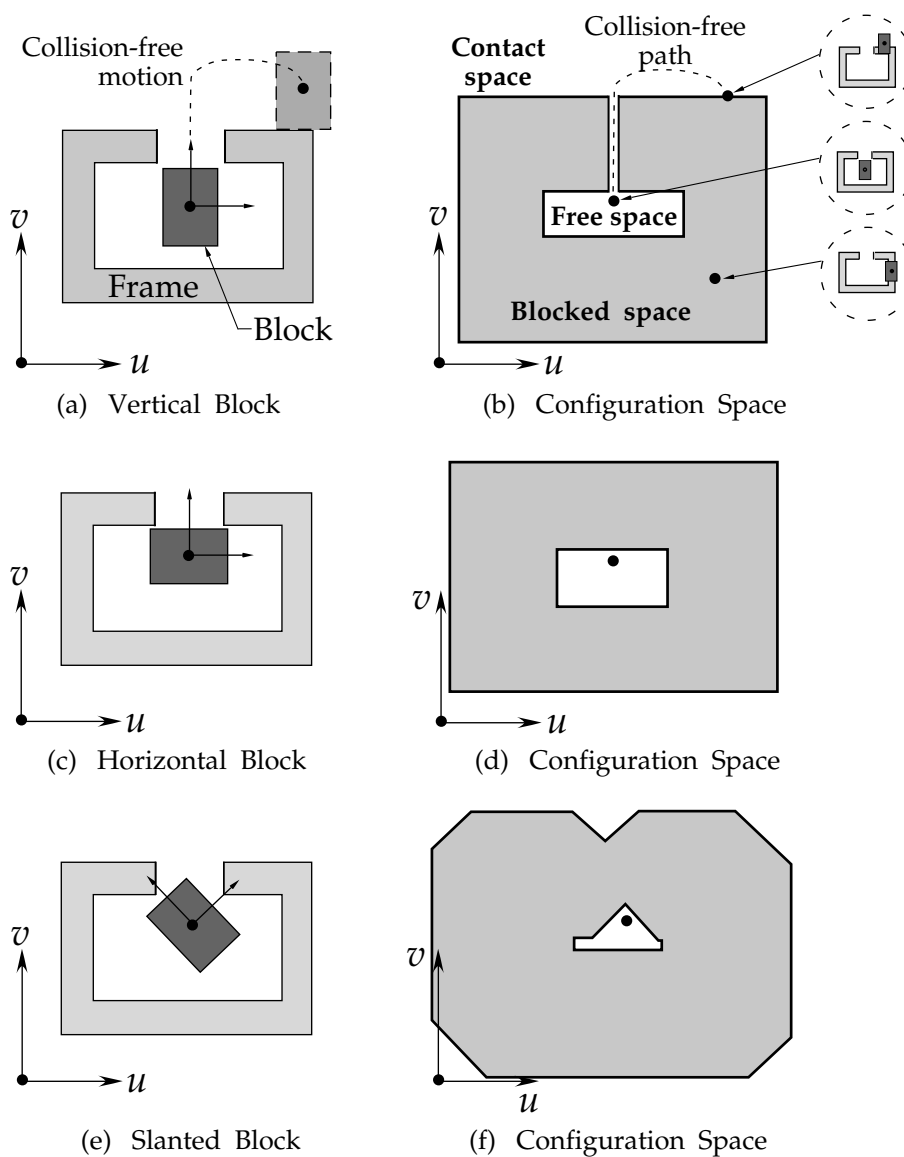 Collision-free
motion
v
Frame
Block
u
(a) Vertical Block
Contact
space
Collision-free
path
v
Free space
Blocked space
u
(b) Configuration Space
v
u
(c) Horizontal Block
v
u
(d) Configuration Space
v
u
(e) Slanted Block
v
u
(f) Configuration Space